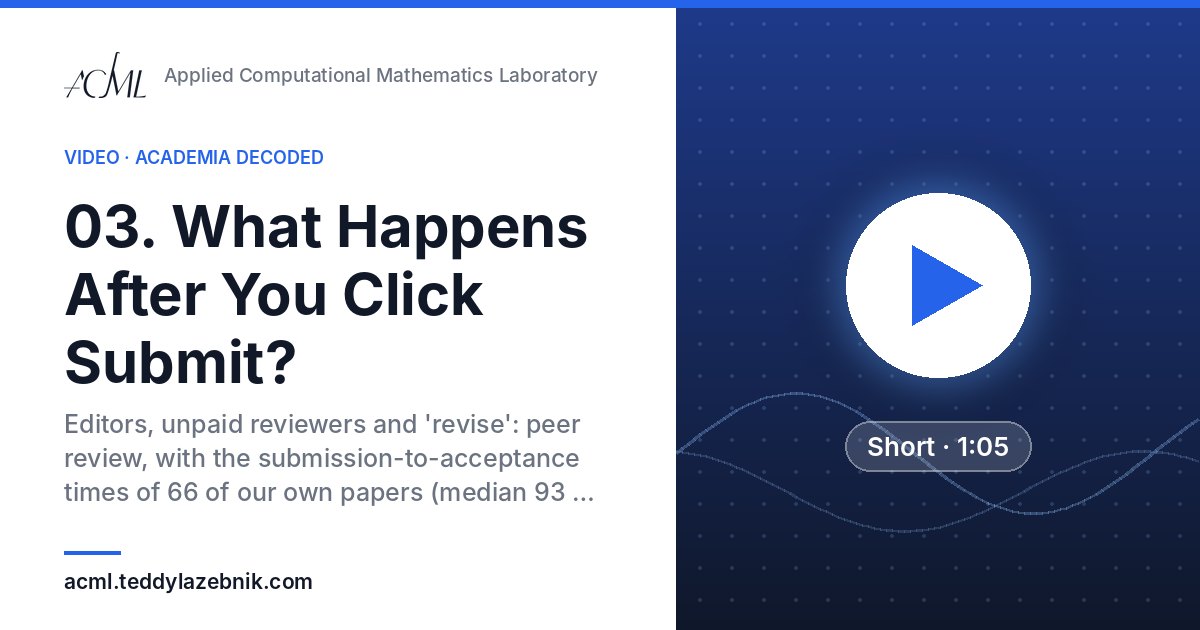 ACML
Applied Computational Mathematics Laboratory
VIDEO · ACADEMIA DECODED
03. What Happens
After You Click
Submit?
Editors, unpaid reviewers and 'revise': peer
review, with the submission-to-acceptance
times of 66 of our own papers (median 93 ...
acml.teddylazebnik.com
Short · 1:05